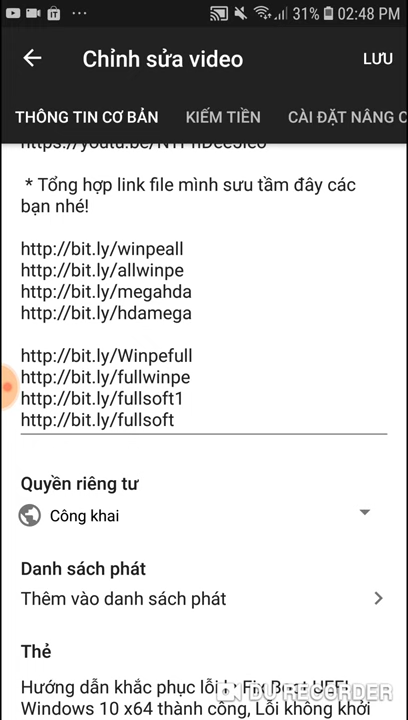 31% 02:48 PM
Chỉnh sửa video
LƯU
THÔNG TIN CƠ BẢN KIẾM TIỀN CÀI ĐẶT NÂNG C
* Tổng hợp link file mình sưu tầm đây các
bạn nhé!
http://bit.ly/winpeall
http://bit.ly/allwinpe
http://bit.ly/megahda
http://bit.ly/hdamega
http://bit.ly/Winpefull
http://bit.ly/fullwinpe
http://bit.ly/fullsoft1
http://bit.ly/fullsoft
Quyền riêng tư
Công khai
Danh sách phát
Thêm vào danh sách phát
Thẻ
Hướng dẫn khắc phục lỗi Fix Boot UEFI
DU RECORDER
Windows 10 x64 thành công, Lỗi không khởi